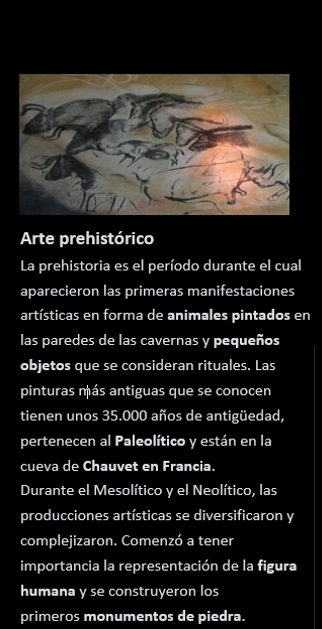 Arte prehistórico
La prehistoria es el período durante el cual
aparecieron las primeras manifestaciones
artísticas en forma de animales pintados en
las paredes de las cavernas y pequeños
objetos que se consideran rituales. Las
pinturas más antiguas que se conocen
tienen unos 35.000 años de antigüedad,
pertenecen al Paleolítico y están en la
cueva de Chauvet en Francia.
Durante el Mesolítico y el Neolítico, las
producciones artísticas se diversificaron y
complejizaron. Comenzó a tener
importancia la representación de la figura
humana y se construyeron los
primeros monumentos de piedra.